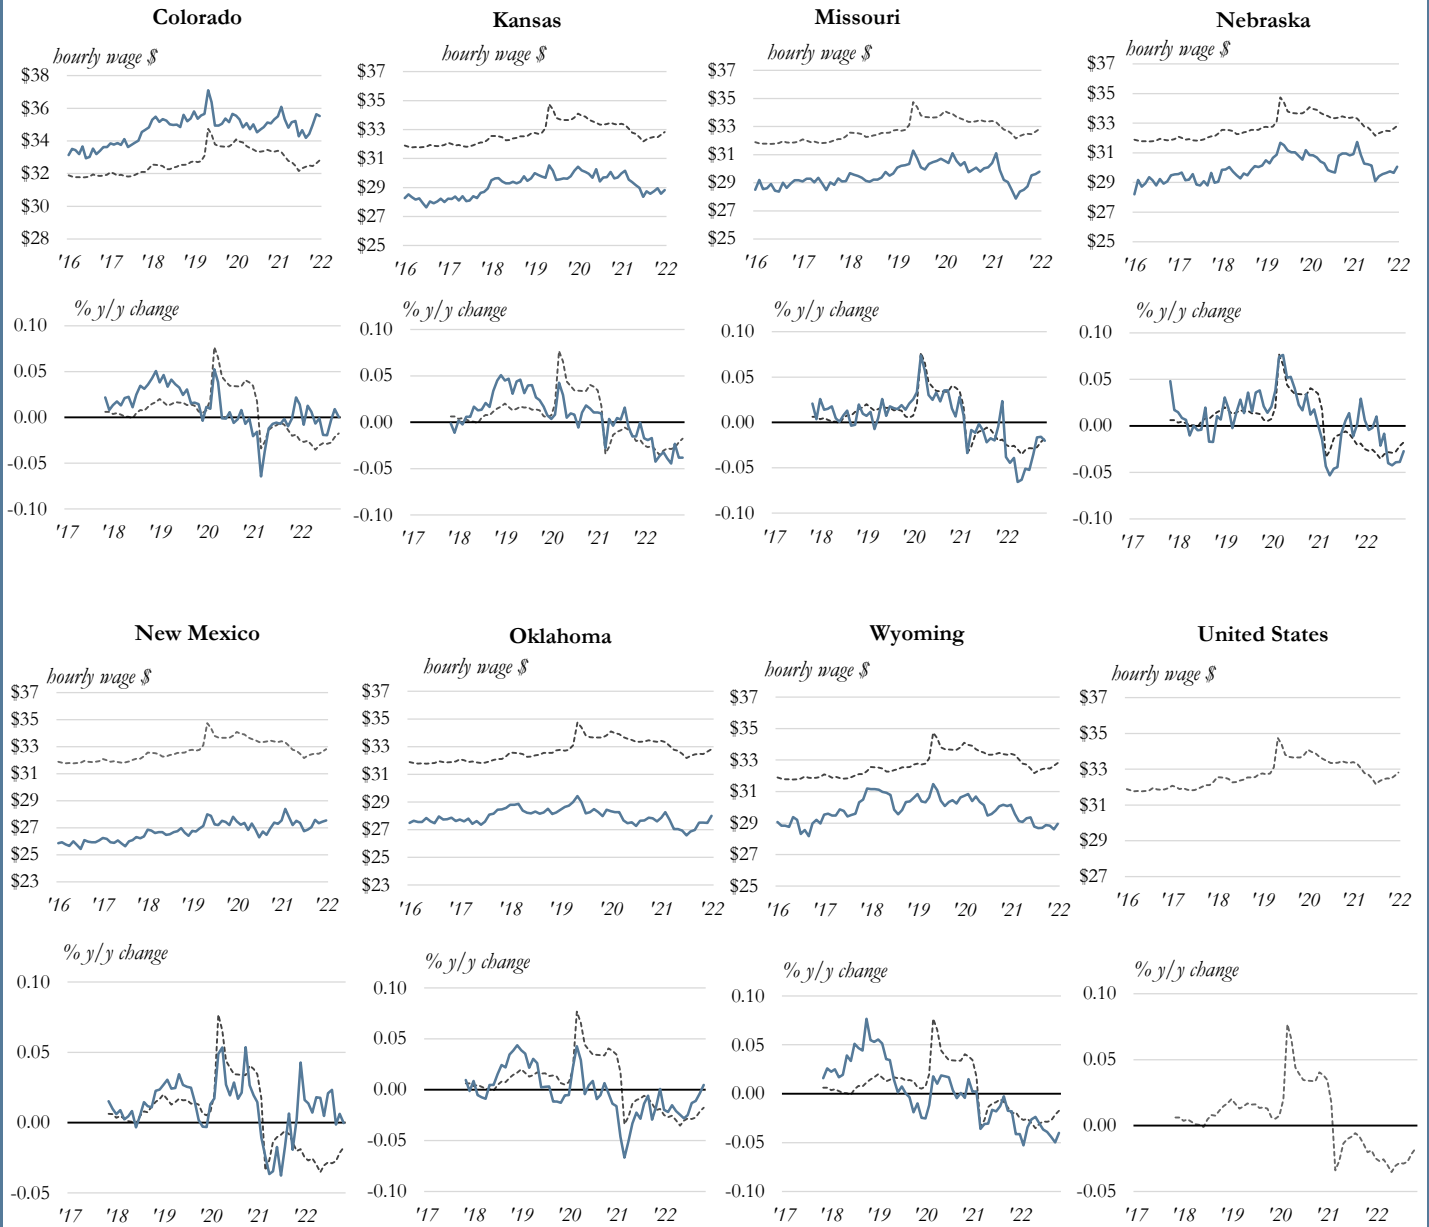 Colorado
hourly wage $
$38
$36
$34
$32
$30
$28
'16 '17 '18 '19 '20 '21 '22
Kansas
hourly wage $
$37
$35
$33
$31
$29
$27
$25
'16 '17 '18 '19 '20 '21 '22
Missouri
hourly wage $
$37
$35
$33
$31
$29
$27
$25
'16 '17 '18 '19 '20 '21 '22
Nebraska
hourly wage $
$37
$35
$33
$31
$29
$27
$25
'16 '17 '18 '19 '20 '21 '22
% y/y change
0.10
0.05
0.00
-0.05
-0.10
'17 '18 '19 '20 '21 '22
% y/y change
0.10
0.05
0.00
-0.05
-0.10
'17 '18 '19 '20 '21 '22
% y/y change
0.10
0.05
0.00
-0.05
-0.10
'17 '18 '19 '20 '21 '22
% y/y change
0.10
0.05
0.00
-0.05
-0.10
'17 '18 '19 '20 '21 '22
New Mexico
hourly wage $
$37
$35
$33
$31
$29
$27
$25
$23
'16 '17 '18 '19 '20 '21 '22
Oklahoma
hourly wage $
$37
$35
$33
$31
$29
$27
$25
$23
'16 '17 '18 '19 '20 '21 '22
Wyoming
hourly wage $
$37
$35
$33
$31
$29
$27
$25
'16 '17 '18 '19 '20 '21 '22
United States
hourly wage $
$37
$35
$33
$31
$29
$27
'16 '17 '18 '19 '20 '21 '22
% y/y change
0.10
0.05
0.00
-0.05
'17 '18 '19 '20 '21 '22
% y/y change
0.10
0.05
0.00
-0.05
-0.10
'17 '18 '19 '20 '21 '22
% y/y change
0.10
0.05
0.00
-0.05
-0.10
'17 '18 '19 '20 '21 '22
% y/y change
0.10
0.05
0.00
-0.05
'17 '18 '19 '20 '21 '22